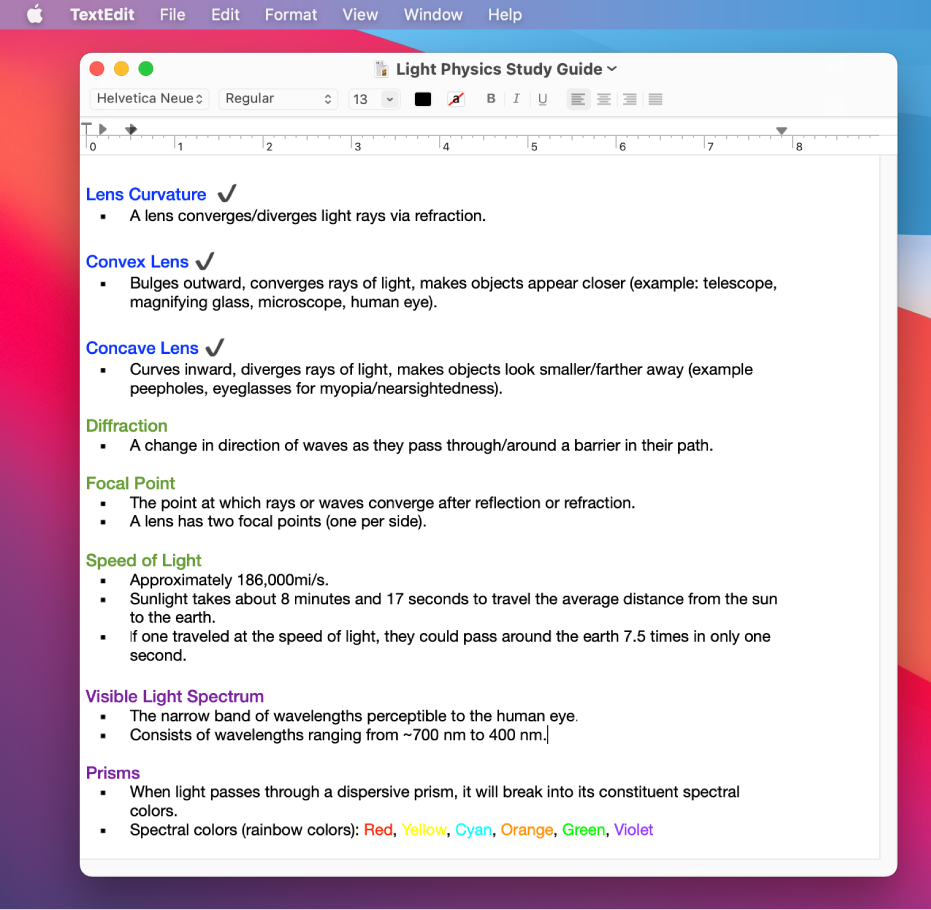 TextEdit File Edit Format View Window Help
Light Physics Study Guide
Helvetica Neue Regular 13 a B I U
0 1 2 3 4 5 6 7 8
Lens Curvature ✔
▪ A lens converges/diverges light rays via refraction.
Convex Lens ✔
▪ Bulges outward, converges rays of light, makes objects appear closer (example: telescope,
magnifying glass, microscope, human eye).
Concave Lens ✔
▪ Curves inward, diverges rays of light, makes objects look smaller/farther away (example
peepholes, eyeglasses for myopia/nearsightedness).
Diffraction
▪ A change in direction of waves as they pass through/around a barrier in their path.
Focal Point
▪ The point at which rays or waves converge after reflection or refraction.
▪ A lens has two focal points (one per side).
Speed of Light
▪ Approximately 186,000mi/s.
▪ Sunlight takes about 8 minutes and 17 seconds to travel the average distance from the sun
to the earth.
▪ If one traveled at the speed of light, they could pass around the earth 7.5 times in only one
second.
Visible Light Spectrum
▪ The narrow band of wavelengths perceptible to the human eye.
▪ Consists of wavelengths ranging from ~700 nm to 400 nm.
Prisms
▪ When light passes through a dispersive prism, it will break into its constituent spectral
colors.
▪ Spectral colors (rainbow colors): Red, Yellow, Cyan, Orange, Green, Violet